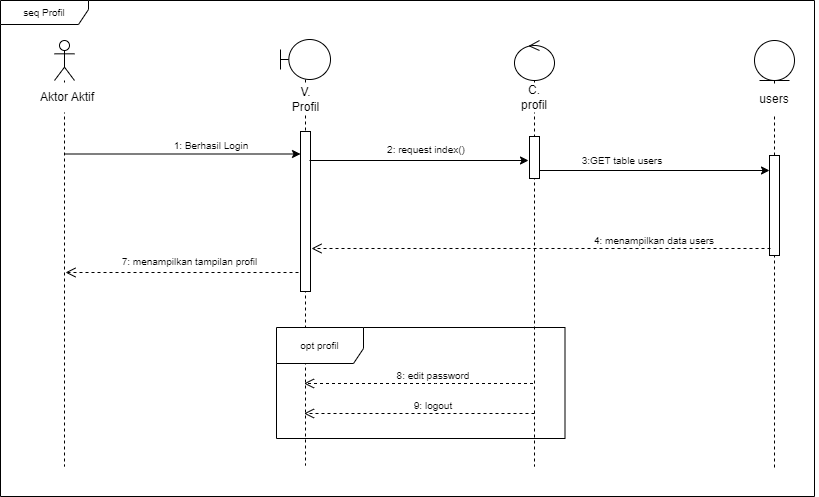 seq Profil
Aktor Aktif
V.
Profil
C.
profil
users
1: Berhasil Login
2: request index()
3:GET table users
4: menampilkan data users
7: menampilkan tampilan profil
opt profil
8: edit password
9: logout